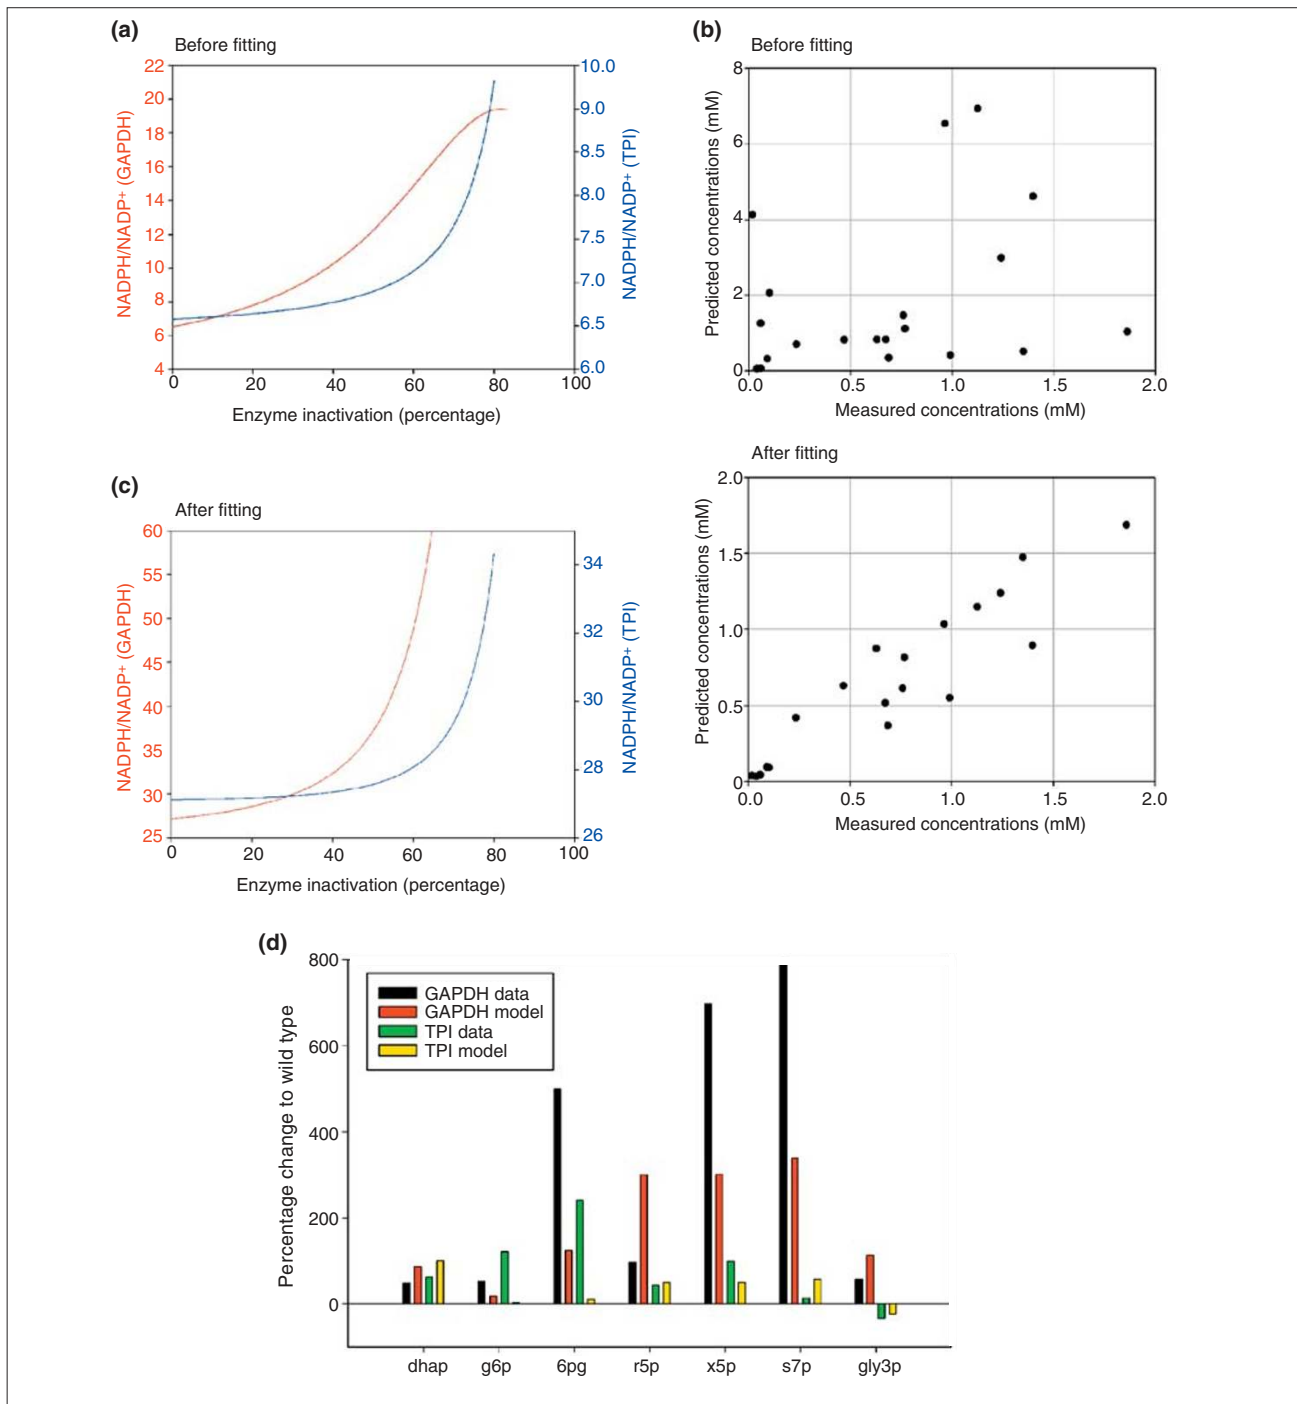 (a)
Before fitting
NADPH/NADP+ (GAPDH)
22
20
18
16
14
12
10
8
6
4
10.0
9.0
8.5
8.0
7.5
7.0
6.5
6.0
NADPH/NADP+ (TPI)
0 20 40 60 80 100
Enzyme inactivation (percentage)
(b)
Before fitting
Predicted concentrations (mM)
8
6
4
2
0
0.0 0.5 1.0 1.5 2.0
Measured concentrations (mM)
After fitting
Predicted concentrations (mM)
2.0
1.5
1.0
0.5
0
0.0 0.5 1.0 1.5 2.0
Measured concentrations (mM)
(c)
After fitting
NADPH/NADP+ (GAPDH)
60
55
50
45
40
35
30
25
34
32
30
28
26
NADPH/NADP+ (TPI)
0 20 40 60 80 100
Enzyme inactivation (percentage)
(d)
Percentage change to wild type
800
600
400
200
0
GAPDH data
GAPDH model
TPI data
TPI model
dhap g6p 6pg r5p x5p s7p gly3p